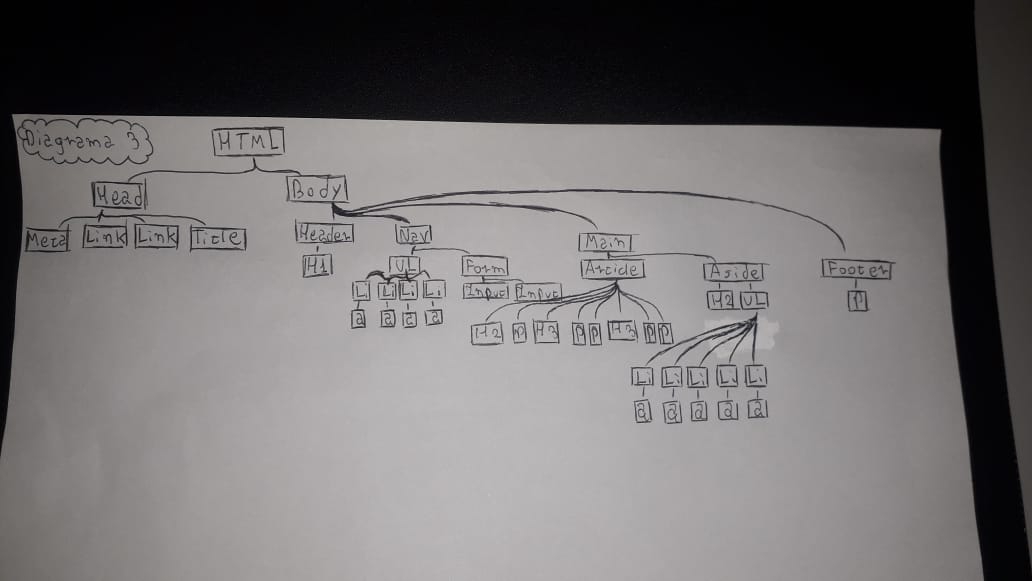 Diagrama 3
HTML
Head Body
Meta Link Link Title Header Nav Main
H1 UL Form Article Aside Footer
Li Li Li Li Input Input H2 UL P
a a a a H2 P H3 P P H3 P P
Li Li Li Li Li
a a a a a